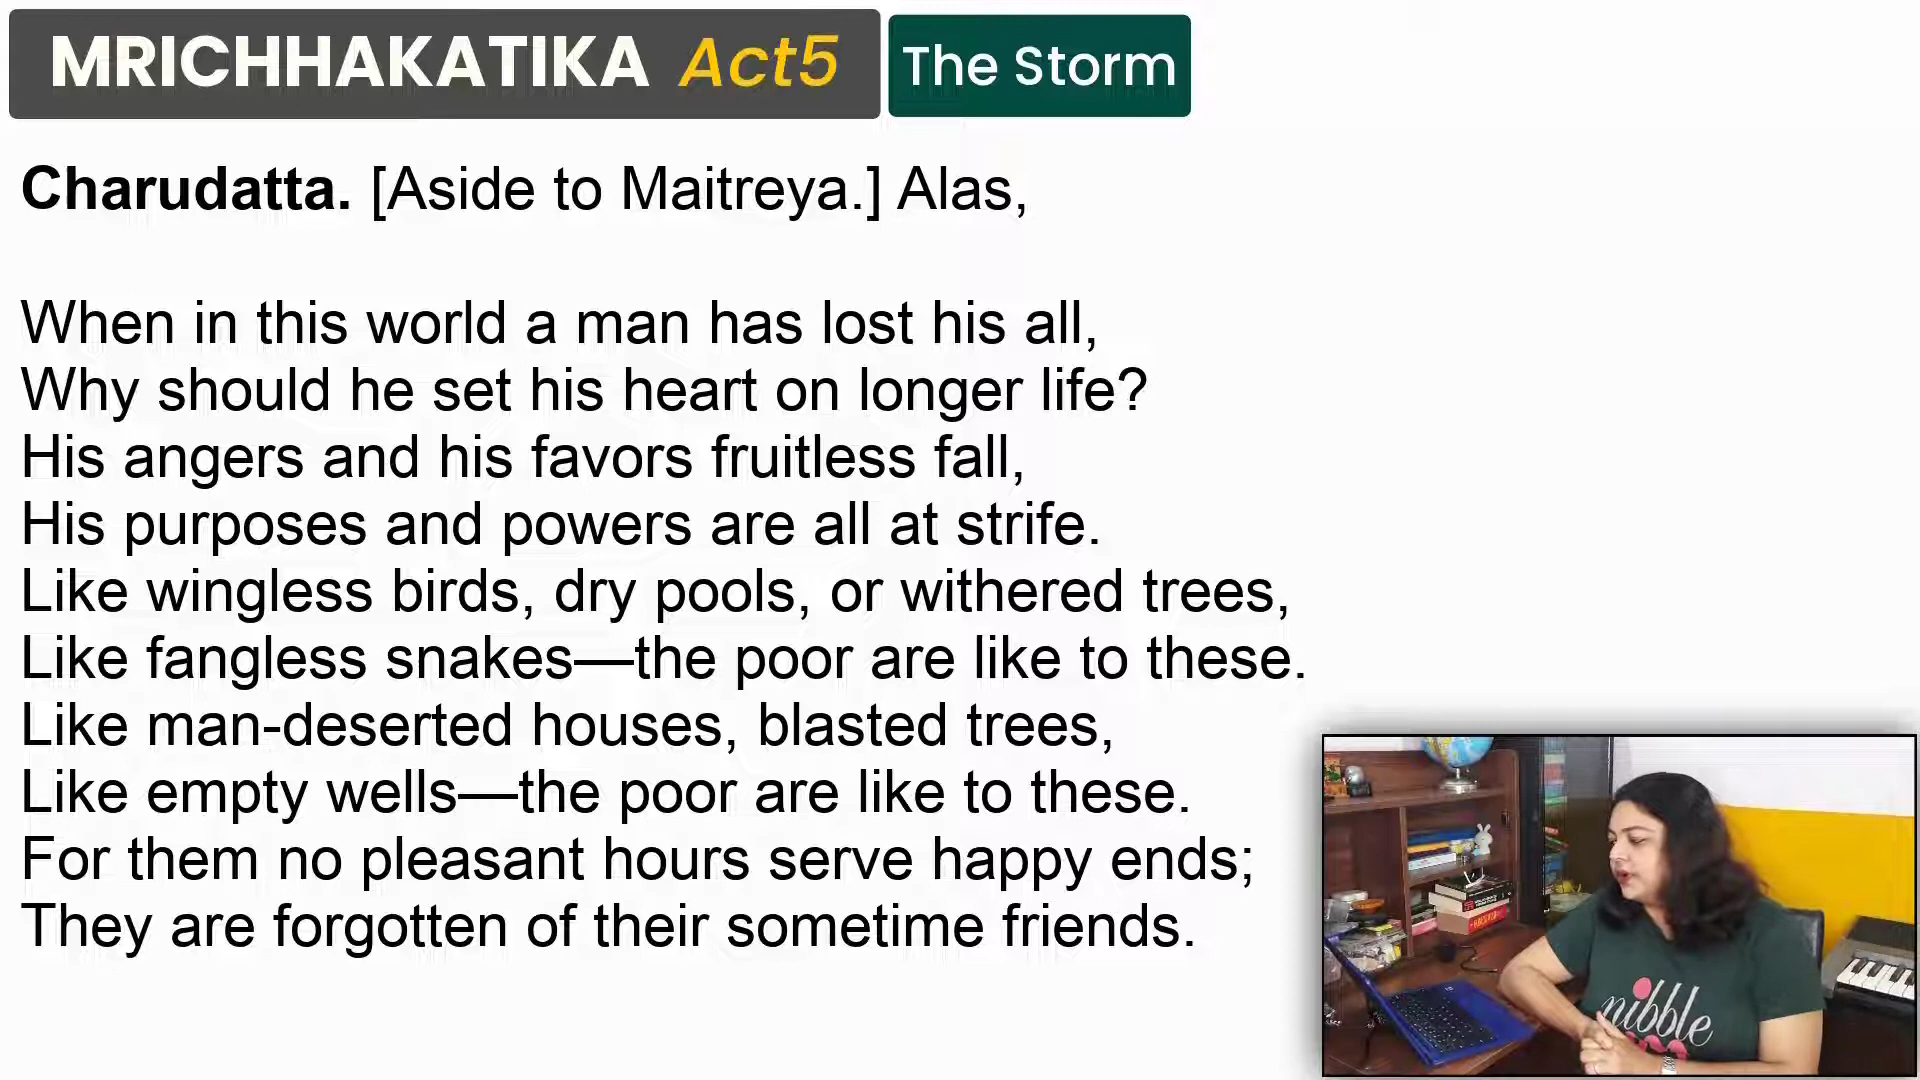 MRICHHAKATIKA Act5 The Storm
Charudatta. [Aside to Maitreya.] Alas,
When in this world a man has lost his all,
Why should he set his heart on longer life?
His angers and his favors fruitless fall,
His purposes and powers are all at strife.
Like wingless birds, dry pools, or withered trees,
Like fangless snakes—the poor are like to these.
Like man-deserted houses, blasted trees,
Like empty wells—the poor are like to these.
For them no pleasant hours serve happy ends;
They are forgotten of their sometime friends.
nibble